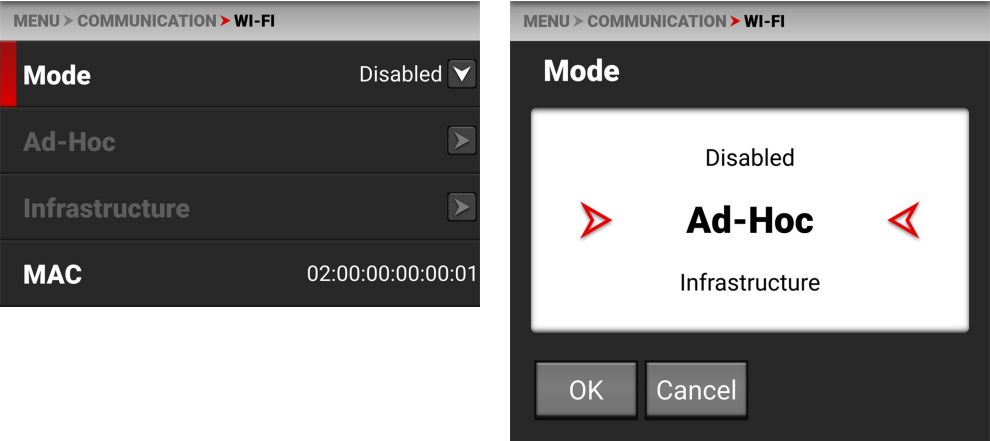 MENU > COMMUNICATION > WI-FI
Mode Disabled
Ad-Hoc
Infrastructure
MAC 02:00:00:00:00:01
MENU > COMMUNICATION > WI-FI
Mode
Disabled
Ad-Hoc
Infrastructure
OK Cancel